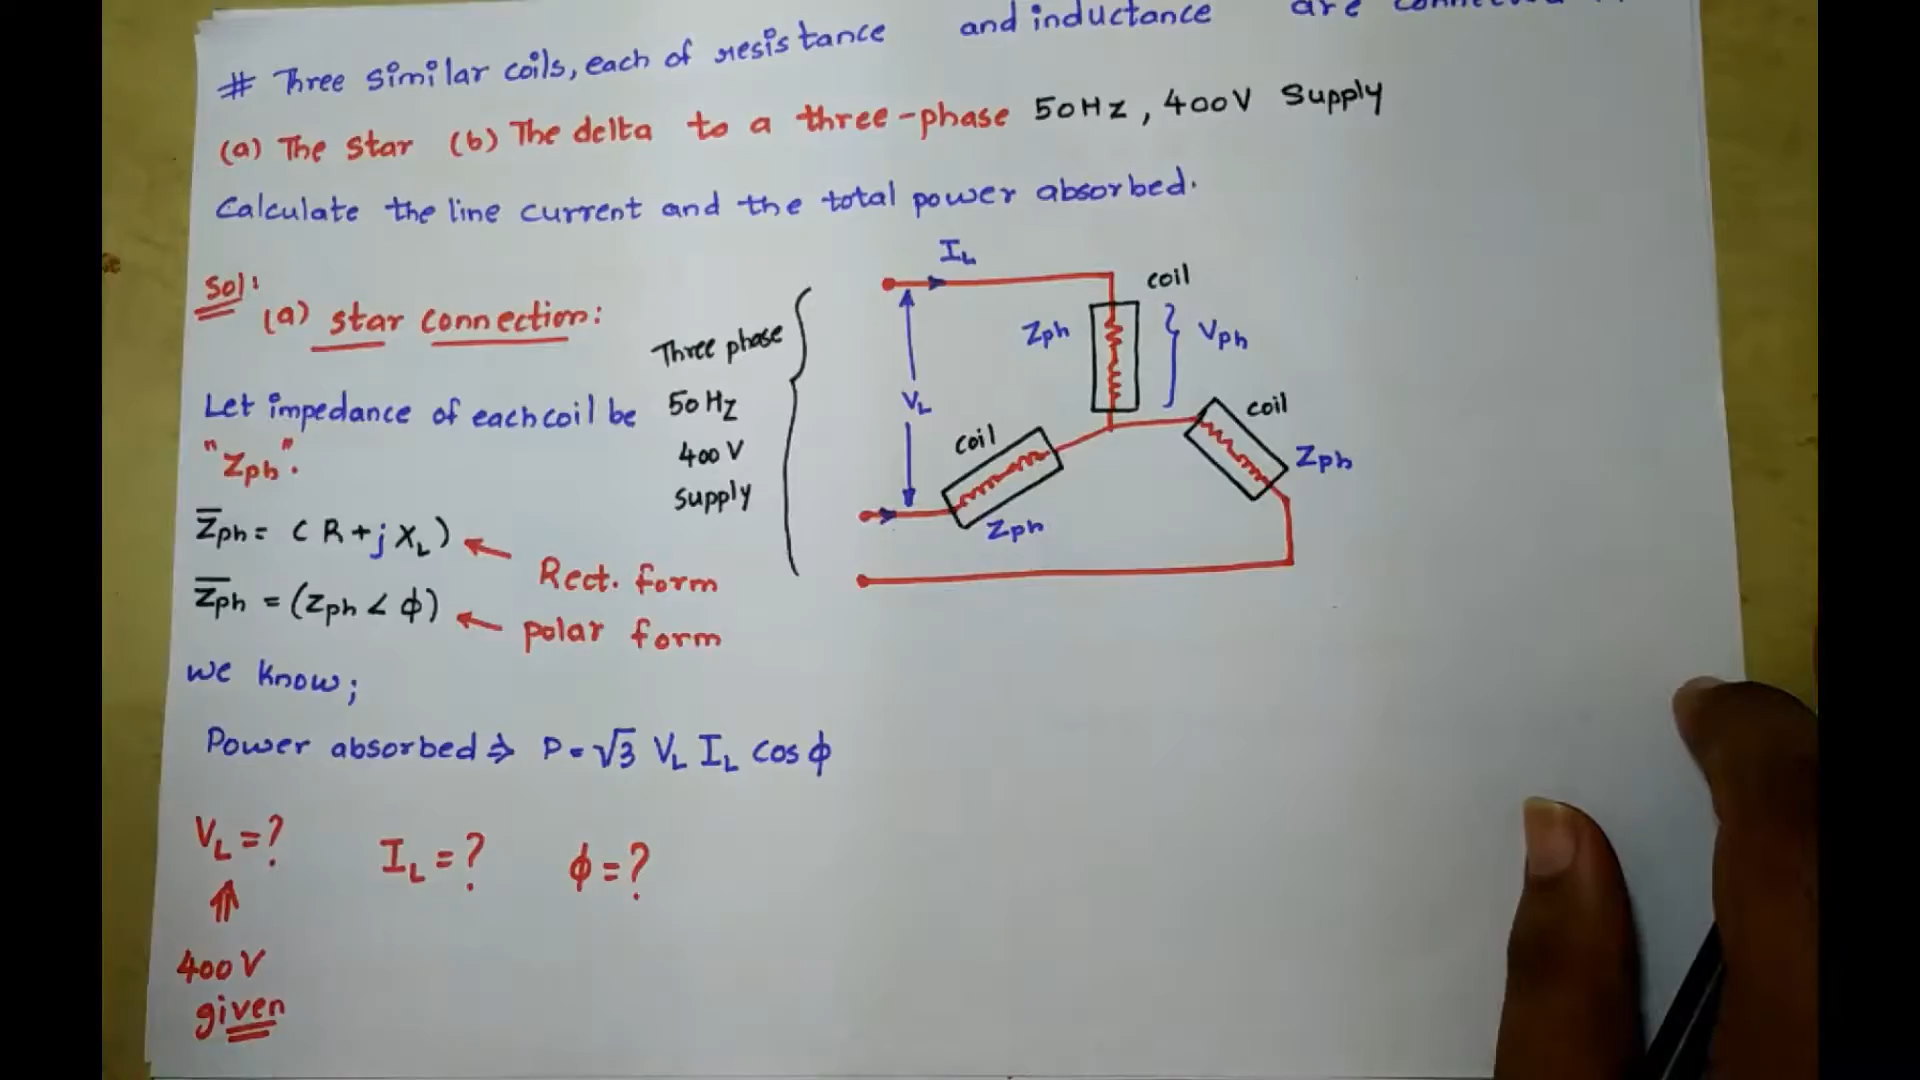 # Three similar coils, each of resistance and inductance are
(a) The star (b) The delta to a three-phase 50Hz, 400V Supply
Calculate the line current and the total power absorbed.
Sol:
(a) star connection:
Let impedance of each coil be
"Zph".
Z̅ph = (R+jXL)
Rect. form
Z̅ph = (Zph∠ϕ)
polar form
we know;
Power absorbed ⇒ P=√3 VL IL cos ϕ
VL=?
IL=?
ϕ=?
400V
given
Three phase
50 Hz
400 V
supply
IL
VL
coil
Zph
Vph
coil
Zph
coil
Zph